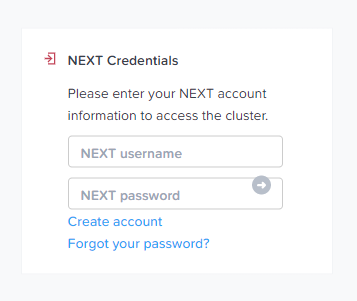 NEXT Credentials
Please enter your NEXT account
information to access the cluster.
NEXT username
NEXT password
Create account
Forgot your password?